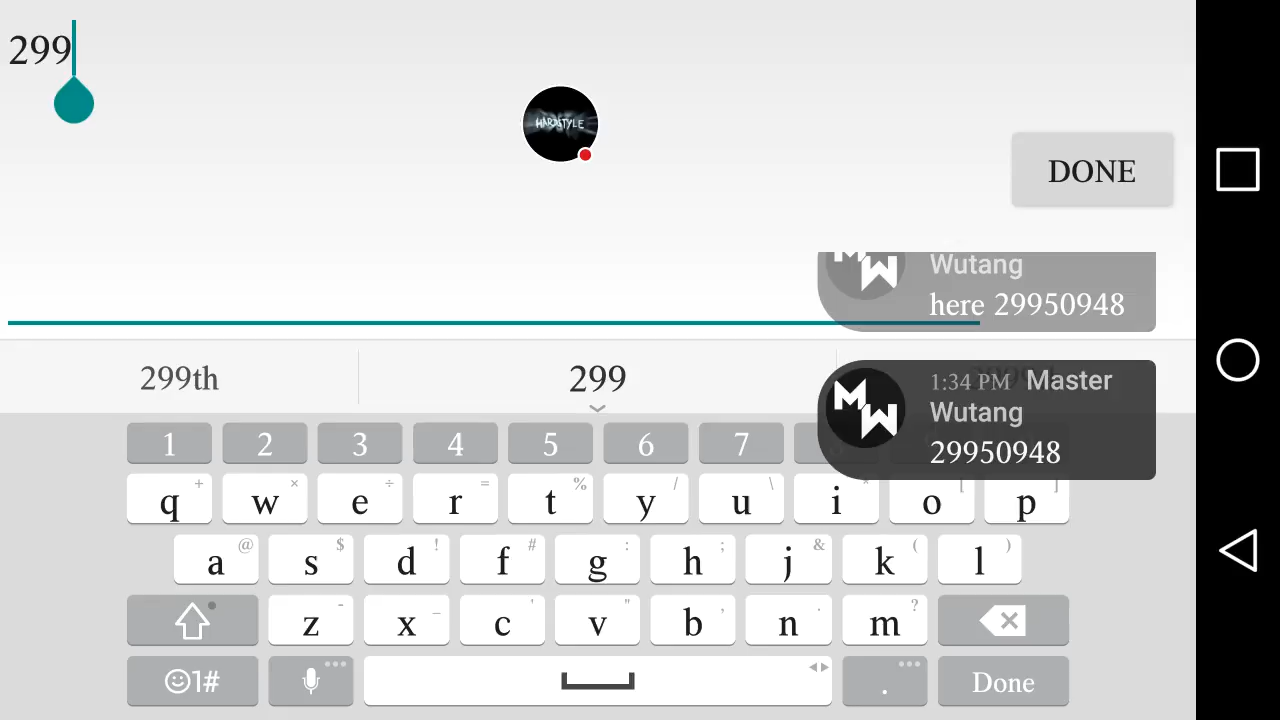 299
HARDSTYLE
DONE
Wutang
here 29950948
299th
299
1:34 PM Master
Wutang
29950948
1 2 3 4 5 6 7
q + w × e ÷ r = t % y / u \ i * o [ p ]
a @ s $ d ! f # g : h ; j & k ( l )
z - x _ c ' v " b , n . m ?
1# . Done